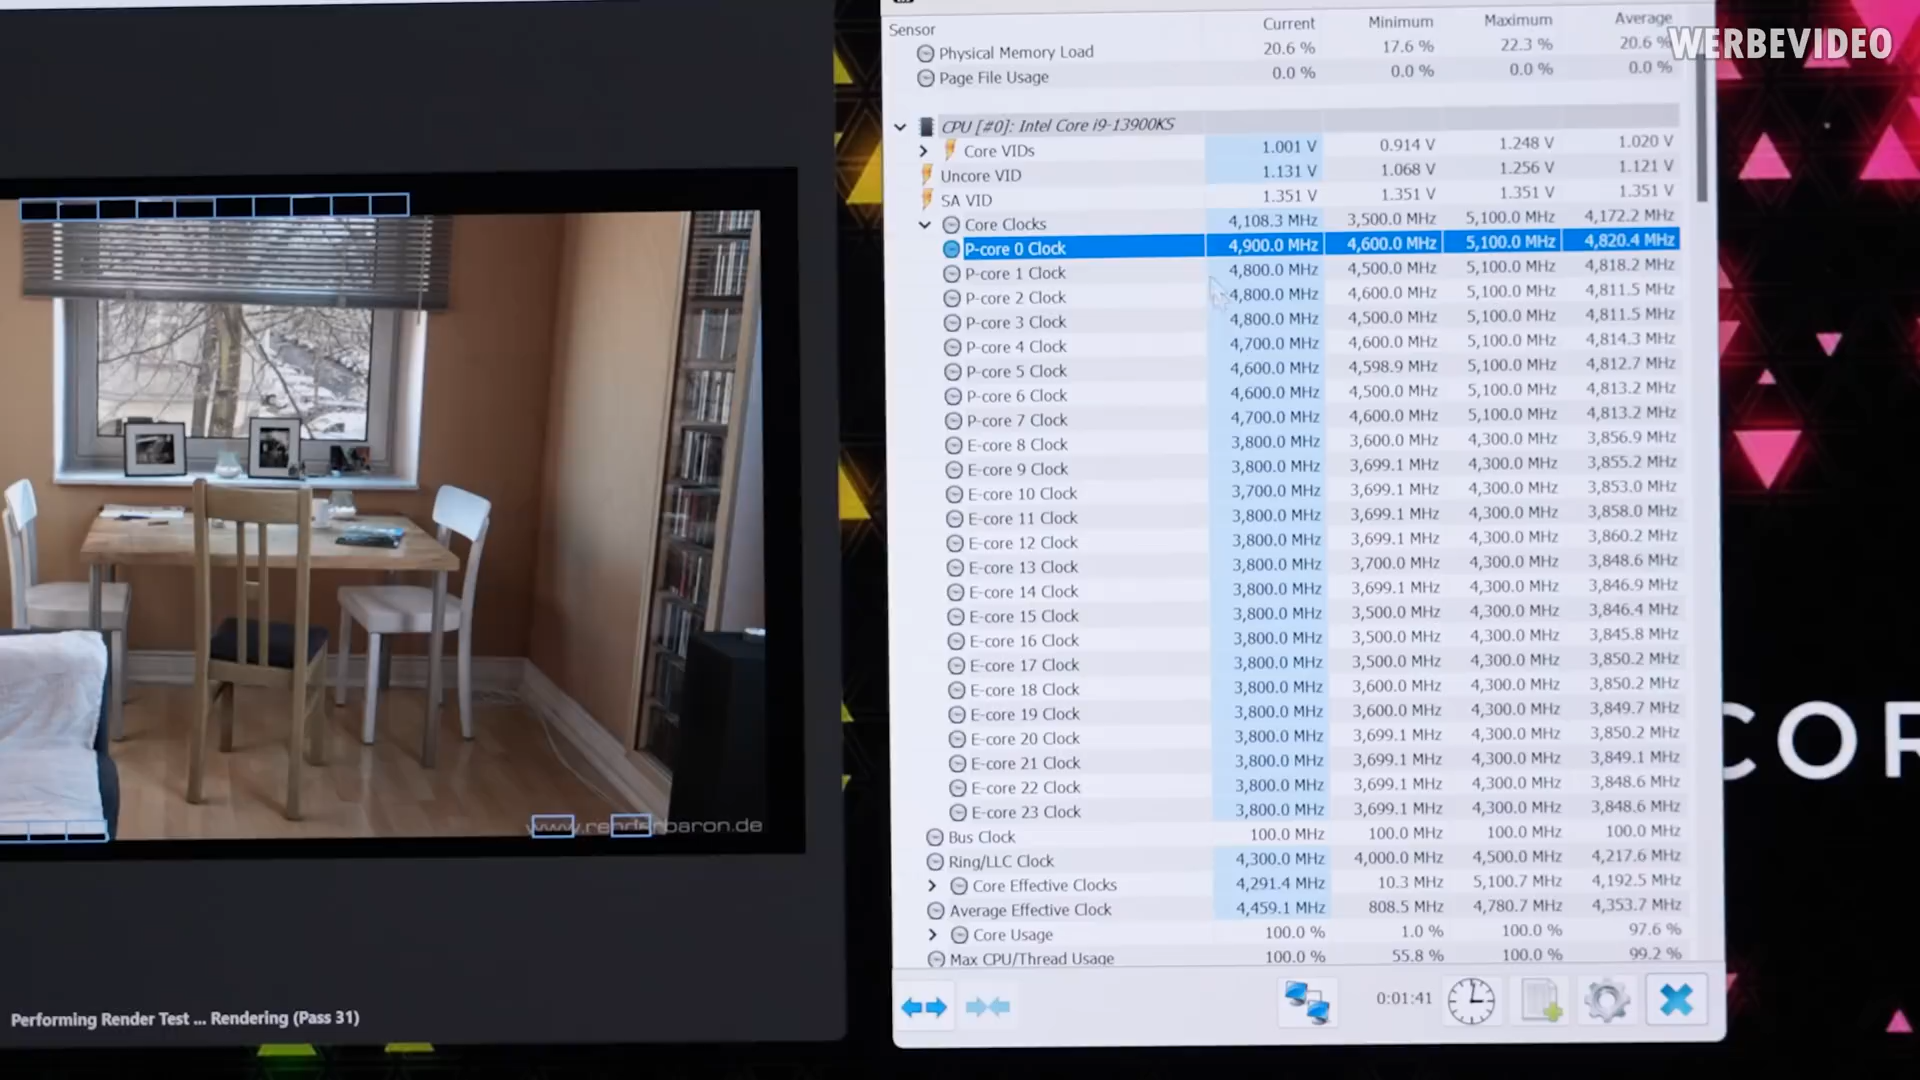 WERBEVIDEO
Sensor Current Minimum Maximum Average
Physical Memory Load 20.6 % 17.6 % 22.3 % 20.6 %
Page File Usage 0.0 % 0.0 % 0.0 % 0.0 %
CPU [#0]: Intel Core i9-13900KS
Core VIDs 1.001 V 0.914 V 1.248 V 1.020 V
Uncore VID 1.131 V 1.068 V 1.256 V 1.121 V
SA VID 1.351 V 1.351 V 1.351 V 1.351 V
Core Clocks 4,108.3 MHz 3,500.0 MHz 5,100.0 MHz 4,172.2 MHz
P-core 0 Clock 4,900.0 MHz 4,600.0 MHz 5,100.0 MHz 4,820.4 MHz
P-core 1 Clock 4,800.0 MHz 4,500.0 MHz 5,100.0 MHz 4,818.2 MHz
P-core 2 Clock 4,800.0 MHz 4,600.0 MHz 5,100.0 MHz 4,811.5 MHz
P-core 3 Clock 4,800.0 MHz 4,500.0 MHz 5,100.0 MHz 4,811.5 MHz
P-core 4 Clock 4,700.0 MHz 4,600.0 MHz 5,100.0 MHz 4,814.3 MHz
P-core 5 Clock 4,600.0 MHz 4,598.9 MHz 5,100.0 MHz 4,812.7 MHz
P-core 6 Clock 4,600.0 MHz 4,500.0 MHz 5,100.0 MHz 4,813.2 MHz
P-core 7 Clock 4,700.0 MHz 4,600.0 MHz 5,100.0 MHz 4,813.2 MHz
E-core 8 Clock 3,800.0 MHz 3,600.0 MHz 4,300.0 MHz 3,856.9 MHz
E-core 9 Clock 3,800.0 MHz 3,699.1 MHz 4,300.0 MHz 3,855.2 MHz
E-core 10 Clock 3,700.0 MHz 3,699.1 MHz 4,300.0 MHz 3,853.0 MHz
E-core 11 Clock 3,800.0 MHz 3,699.1 MHz 4,300.0 MHz 3,858.0 MHz
E-core 12 Clock 3,800.0 MHz 3,699.1 MHz 4,300.0 MHz 3,860.2 MHz
E-core 13 Clock 3,800.0 MHz 3,700.0 MHz 4,300.0 MHz 3,848.6 MHz
E-core 14 Clock 3,800.0 MHz 3,699.1 MHz 4,300.0 MHz 3,846.9 MHz
E-core 15 Clock 3,800.0 MHz 3,500.0 MHz 4,300.0 MHz 3,846.4 MHz
E-core 16 Clock 3,800.0 MHz 3,500.0 MHz 4,300.0 MHz 3,845.8 MHz
E-core 17 Clock 3,800.0 MHz 3,500.0 MHz 4,300.0 MHz 3,850.2 MHz
E-core 18 Clock 3,800.0 MHz 3,600.0 MHz 4,300.0 MHz 3,850.2 MHz
E-core 19 Clock 3,800.0 MHz 3,600.0 MHz 4,300.0 MHz 3,849.7 MHz
E-core 20 Clock 3,800.0 MHz 3,699.1 MHz 4,300.0 MHz 3,850.2 MHz
E-core 21 Clock 3,800.0 MHz 3,699.1 MHz 4,300.0 MHz 3,849.1 MHz
E-core 22 Clock 3,800.0 MHz 3,699.1 MHz 4,300.0 MHz 3,848.6 MHz
E-core 23 Clock 3,800.0 MHz 3,699.1 MHz 4,300.0 MHz 3,848.6 MHz
Bus Clock 100.0 MHz 100.0 MHz 100.0 MHz 100.0 MHz
Ring/LLC Clock 4,300.0 MHz 4,000.0 MHz 4,500.0 MHz 4,217.6 MHz
Core Effective Clocks 4,291.4 MHz 10.3 MHz 5,100.7 MHz 4,192.5 MHz
Average Effective Clock 4,459.1 MHz 808.5 MHz 4,780.7 MHz 4,353.7 MHz
Core Usage 100.0 % 1.0 % 100.0 % 97.6 %
Max CPU/Thread Usage 100.0 % 55.8 % 100.0 % 99.2 %
0:01:41
www.renderbaron.de
Performing Render Test ... Rendering (Pass 31)
COR